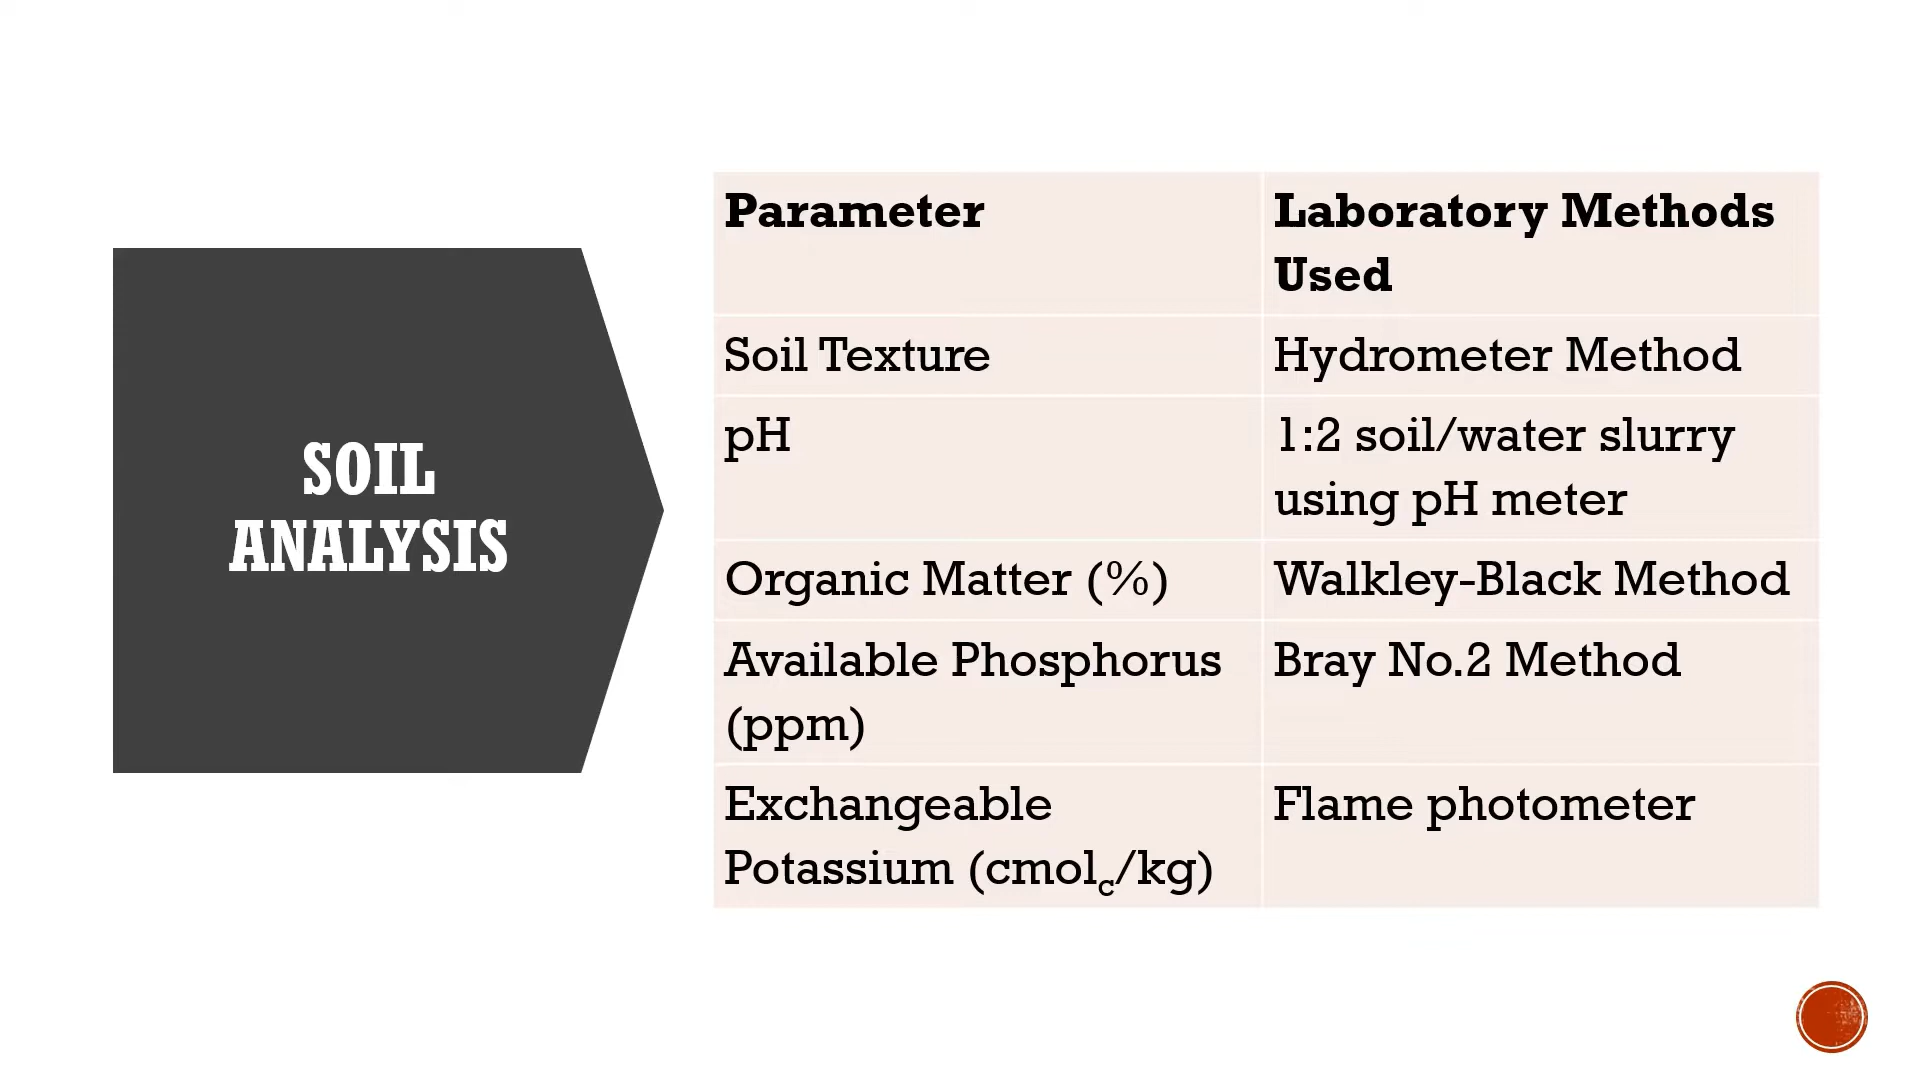 SOIL
ANALYSIS
Parameter
Laboratory Methods
Used
Soil Texture
Hydrometer Method
pH
1:2 soil/water slurry
using pH meter
Organic Matter (%)
Walkley-Black Method
Available Phosphorus
(ppm)
Bray No.2 Method
Exchangeable
Potassium (cmolc/kg)
Flame photometer